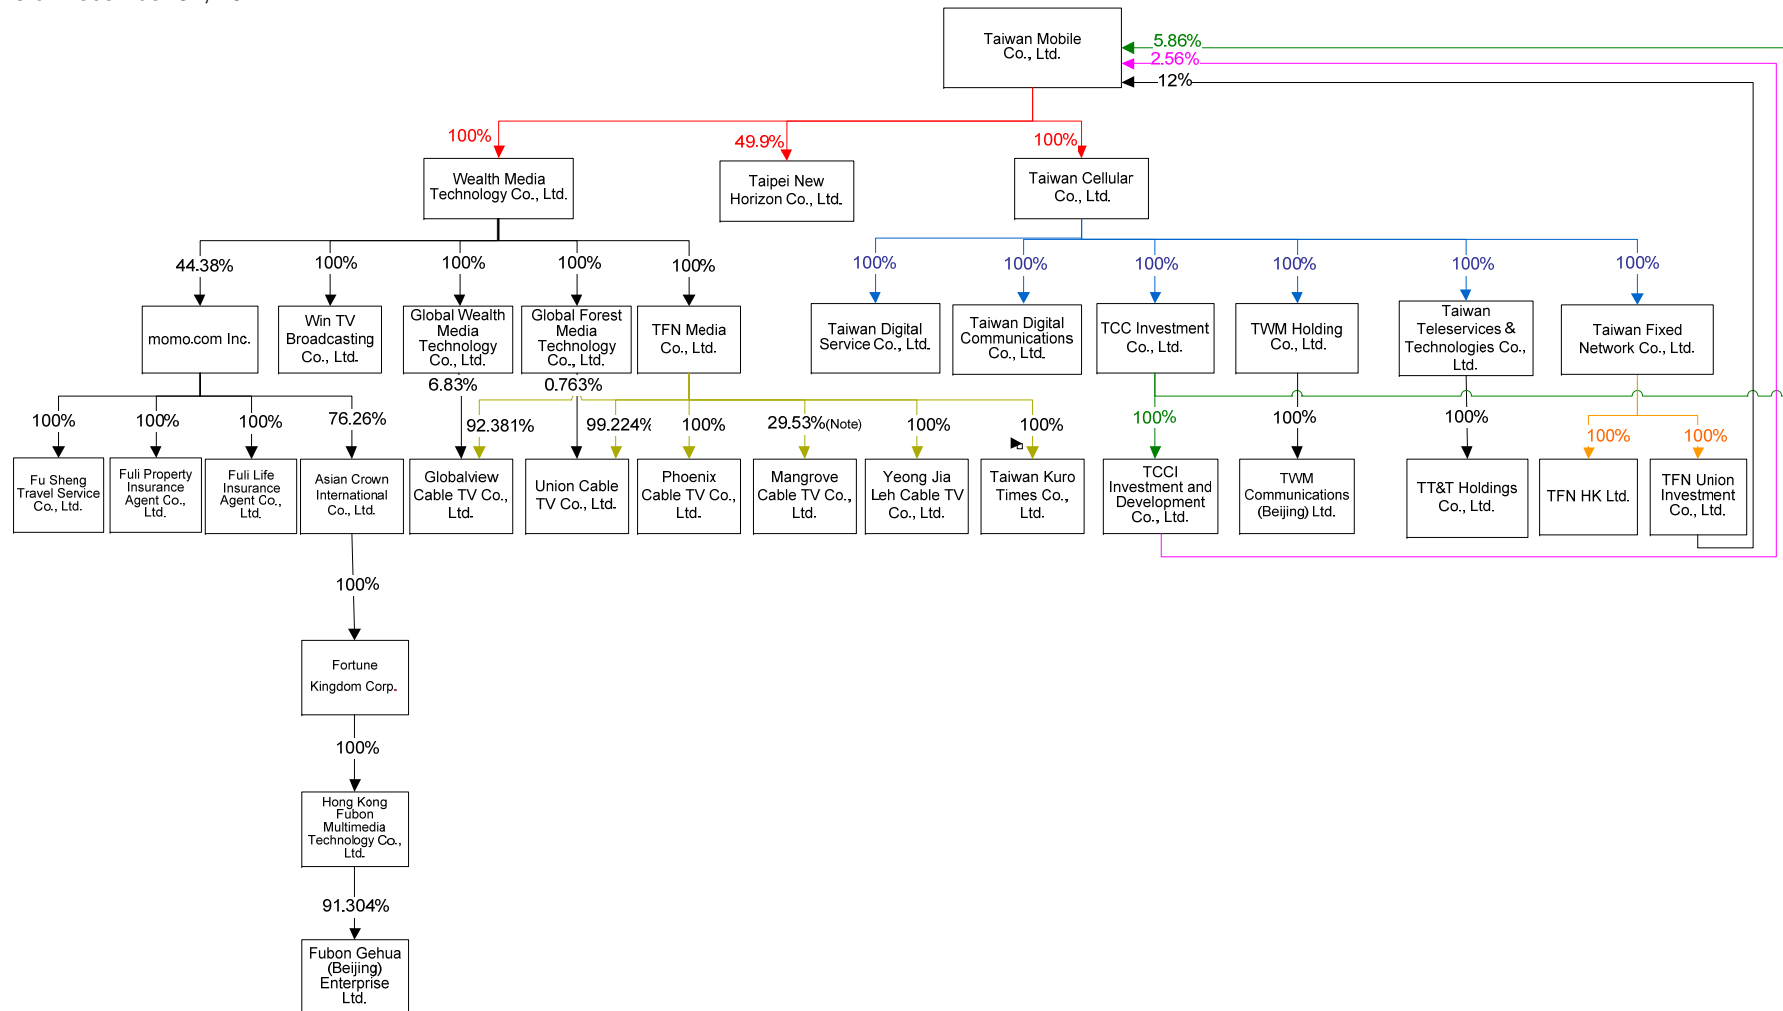 Taiwan Mobile
Co., Ltd.
5.86%
2.56%
12%
100%
49.9%
100%
Wealth Media
Technology Co., Ltd.
Taipei New
Horizon Co., Ltd.
Taiwan Cellular
Co., Ltd.
44.38%
100%
100%
100%
100%
100%
100%
100%
100%
100%
100%
momo.com Inc.
Win TV
Broadcasting
Co., Ltd.
Global Wealth
Media
Technology
Co., Ltd.
Global Forest
Media
Technology
Co., Ltd.
TFN Media
Co., Ltd.
Taiwan Digital
Service Co., Ltd.
Taiwan Digital
Communications
Co., Ltd.
TCC Investment
Co., Ltd.
TWM Holding
Co., Ltd.
Taiwan
Teleservices &
Technologies Co.,
Ltd.
Taiwan Fixed
Network Co., Ltd.
6.83%
0.763%
100%
100%
100%
76.26%
92.381%
99.224%
100%
29.53%(Note)
100%
100%
100%
100%
100%
100%
100%
Fu Sheng
Travel Service
Co., Ltd.
Fuli Property
Insurance
Agent Co.,
Ltd.
Fuli Life
Insurance
Agent Co.,
Ltd.
Asian Crown
International
Co., Ltd.
Globalview
Cable TV Co.,
Ltd.
Union Cable
TV Co., Ltd.
Phoenix
Cable TV Co.,
Ltd.
Mangrove
Cable TV Co.,
Ltd.
Yeong Jia
Leh Cable TV
Co., Ltd.
Taiwan Kuro
Times Co.,
Ltd.
TCCI
Investment and
Development
Co., Ltd.
TWM
Communications
(Beijing) Ltd.
TT&T Holdings
Co., Ltd.
TFN HK Ltd.
TFN Union
Investment
Co., Ltd.
100%
Fortune
Kingdom Corp.
100%
Hong Kong
Fubon
Multimedia
Technology Co.,
Ltd.
91.304%
Fubon Gehua
(Beijing)
Enterprise
Ltd.